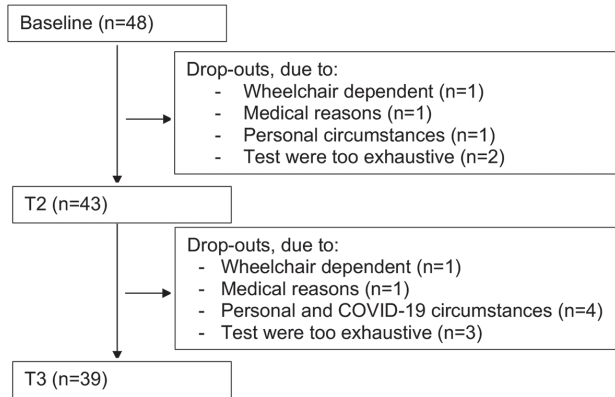 Baseline (n=48)
Drop-outs, due to:
- Wheelchair dependent (n=1)
- Medical reasons (n=1)
- Personal circumstances (n=1)
- Test were too exhaustive (n=2)
T2 (n=43)
Drop-outs, due to:
- Wheelchair dependent (n=1)
- Medical reasons (n=1)
- Personal and COVID-19 circumstances (n=4)
- Test were too exhaustive (n=3)
T3 (n=39)